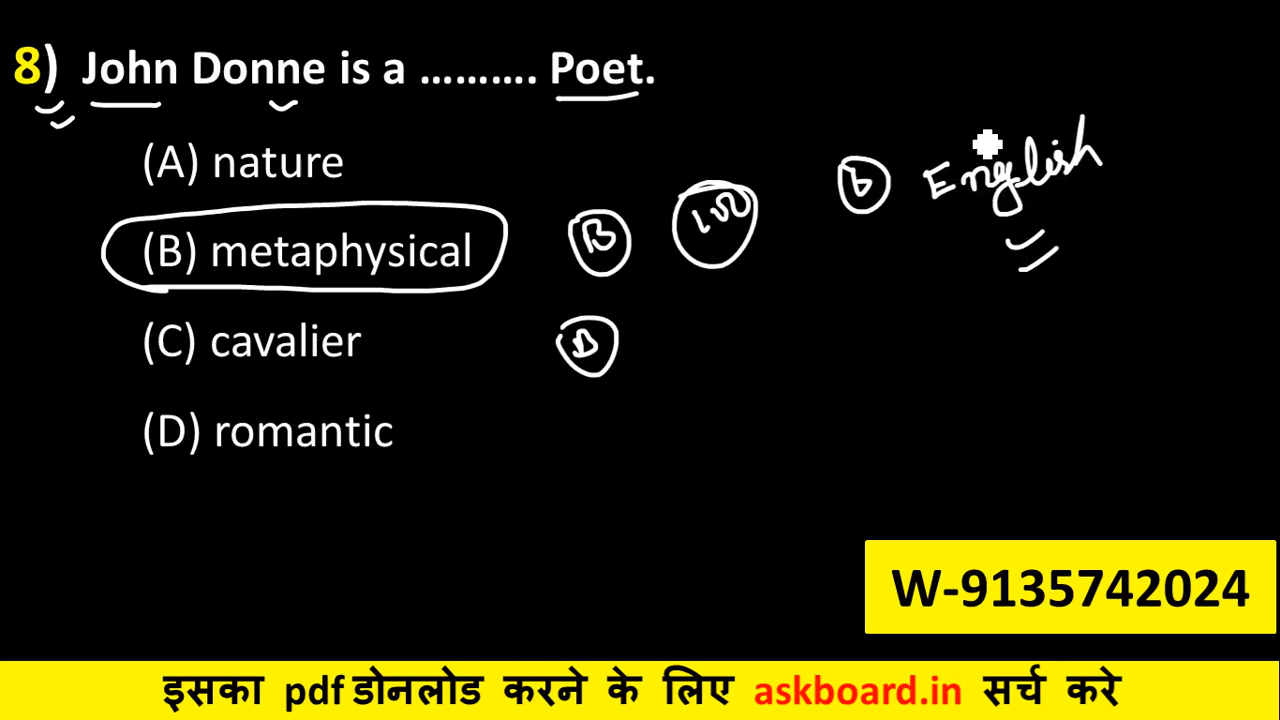 8) John Donne is a .......... Poet.
(A) nature
(B) metaphysical
B
100
b English
(C) cavalier
D
(D) romantic
W-9135742024
इसका pdf डोनलोड करने के लिए askboard.in सर्च करे